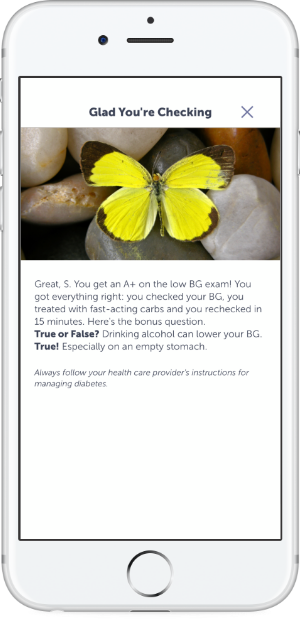 Glad You're Checking
Great, S. You get an A+ on the low BG exam! You
got everything right: you checked your BG, you
treated with fast-acting carbs and you rechecked in
15 minutes. Here's the bonus question.
True or False? Drinking alcohol can lower your BG.
True! Especially on an empty stomach.
Always follow your health care provider's instructions for
managing diabetes.